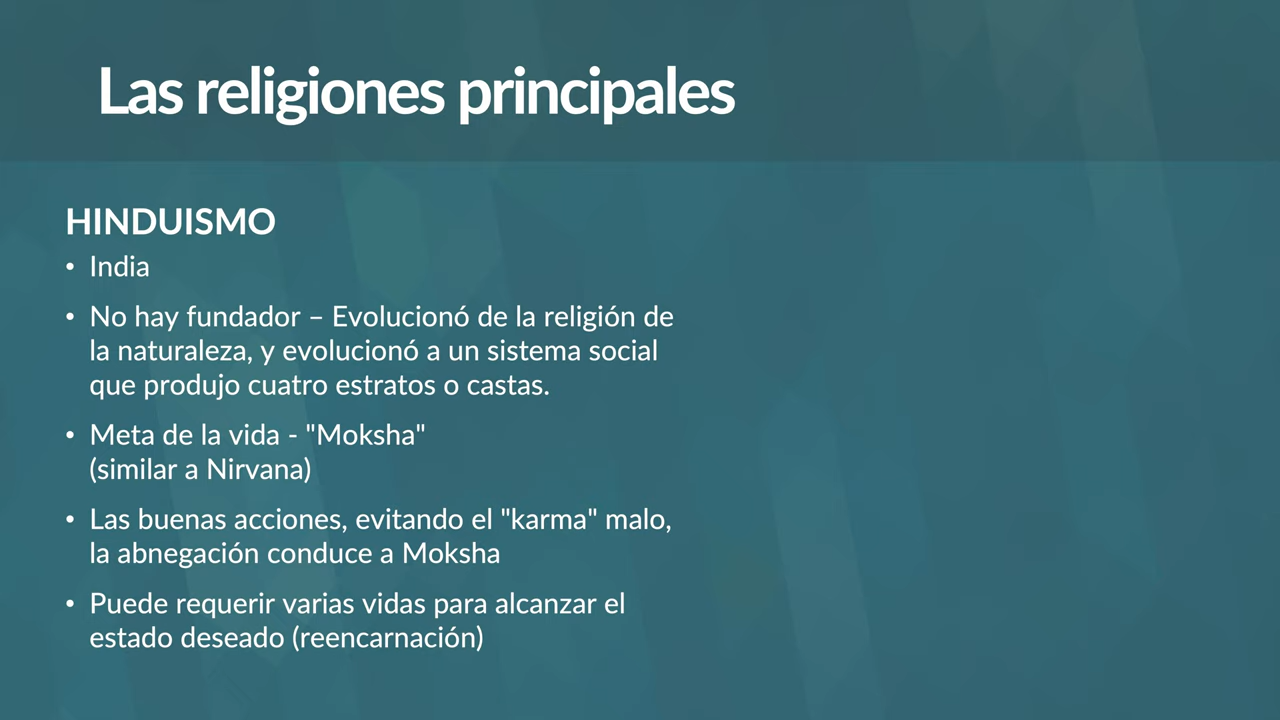 Las religiones principales
HINDUISMO
• India
• No hay fundador – Evolucionó de la religión de
la naturaleza, y evolucionó a un sistema social
que produjo cuatro estratos o castas.
• Meta de la vida - "Moksha"
(similar a Nirvana)
• Las buenas acciones, evitando el "karma" malo,
la abnegación conduce a Moksha
• Puede requerir varias vidas para alcanzar el
estado deseado (reencarnación)